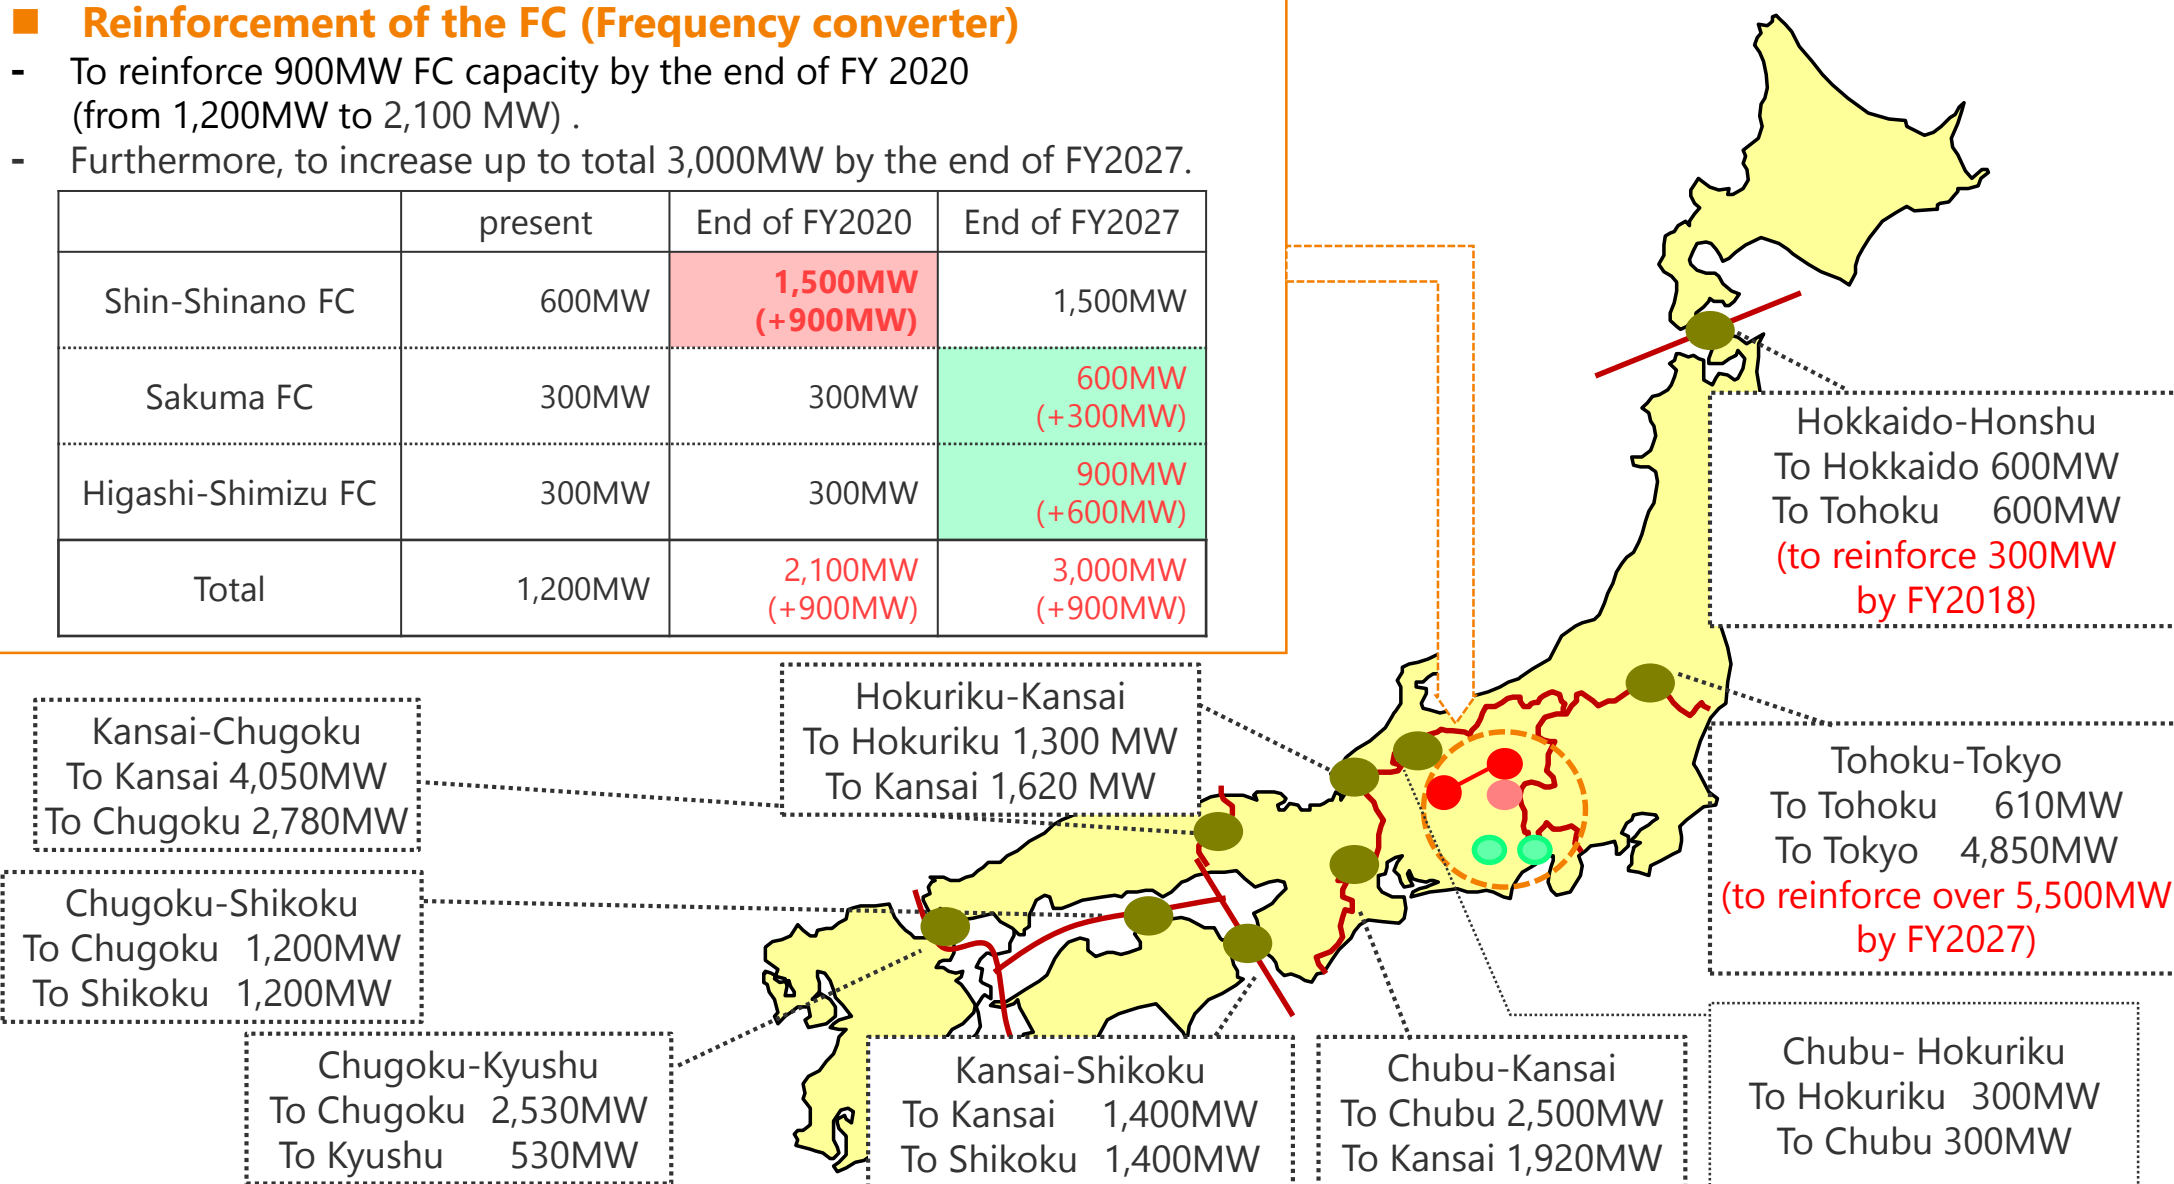 ■ Reinforcement of the FC (Frequency converter)
- To reinforce 900MW FC capacity by the end of FY 2020
(from 1,200MW to 2,100 MW) .
- Furthermore, to increase up to total 3,000MW by the end of FY2027.
present End of FY2020 End of FY2027
Shin-Shinano FC 600MW 1,500MW (+900MW) 1,500MW
Sakuma FC 300MW 300MW 600MW (+300MW)
Higashi-Shimizu FC 300MW 300MW 900MW (+600MW)
Total 1,200MW 2,100MW (+900MW) 3,000MW (+900MW)
Hokkaido-Honshu
To Hokkaido 600MW
To Tohoku 600MW
(to reinforce 300MW
by FY2018)
Kansai-Chugoku
To Kansai 4,050MW
To Chugoku 2,780MW
Hokuriku-Kansai
To Hokuriku 1,300 MW
To Kansai 1,620 MW
Tohoku-Tokyo
To Tohoku 610MW
To Tokyo 4,850MW
(to reinforce over 5,500MW
by FY2027)
Chugoku-Shikoku
To Chugoku 1,200MW
To Shikoku 1,200MW
Chugoku-Kyushu
To Chugoku 2,530MW
To Kyushu 530MW
Kansai-Shikoku
To Kansai 1,400MW
To Shikoku 1,400MW
Chubu-Kansai
To Chubu 2,500MW
To Kansai 1,920MW
Chubu- Hokuriku
To Hokuriku 300MW
To Chubu 300MW